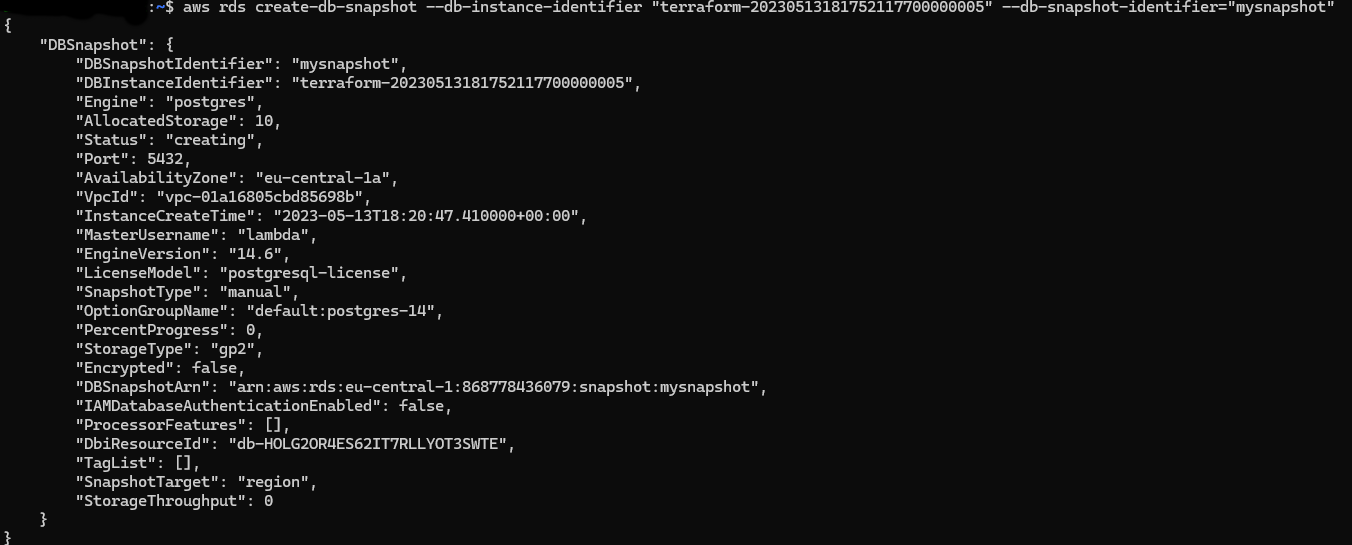 :~$ aws rds create-db-snapshot --db-instance-identifier "terraform-20230513181752117700000005" --db-snapshot-identifier="mysnapshot"
{
    "DBSnapshot": {
        "DBSnapshotIdentifier": "mysnapshot",
        "DBInstanceIdentifier": "terraform-20230513181752117700000005",
        "Engine": "postgres",
        "AllocatedStorage": 10,
        "Status": "creating",
        "Port": 5432,
        "AvailabilityZone": "eu-central-1a",
        "VpcId": "vpc-01a16805cbd85698b",
        "InstanceCreateTime": "2023-05-13T18:20:47.410000+00:00",
        "MasterUsername": "lambda",
        "EngineVersion": "14.6",
        "LicenseModel": "postgresql-license",
        "SnapshotType": "manual",
        "OptionGroupName": "default:postgres-14",
        "PercentProgress": 0,
        "StorageType": "gp2",
        "Encrypted": false,
        "DBSnapshotArn": "arn:aws:rds:eu-central-1:868778436079:snapshot:mysnapshot",
        "IAMDatabaseAuthenticationEnabled": false,
        "ProcessorFeatures": [],
        "DbiResourceId": "db-HOLG2OR4ES62IT7RLLYOT3SWTE",
        "TagList": [],
        "SnapshotTarget": "region",
        "StorageThroughput": 0
    }
}